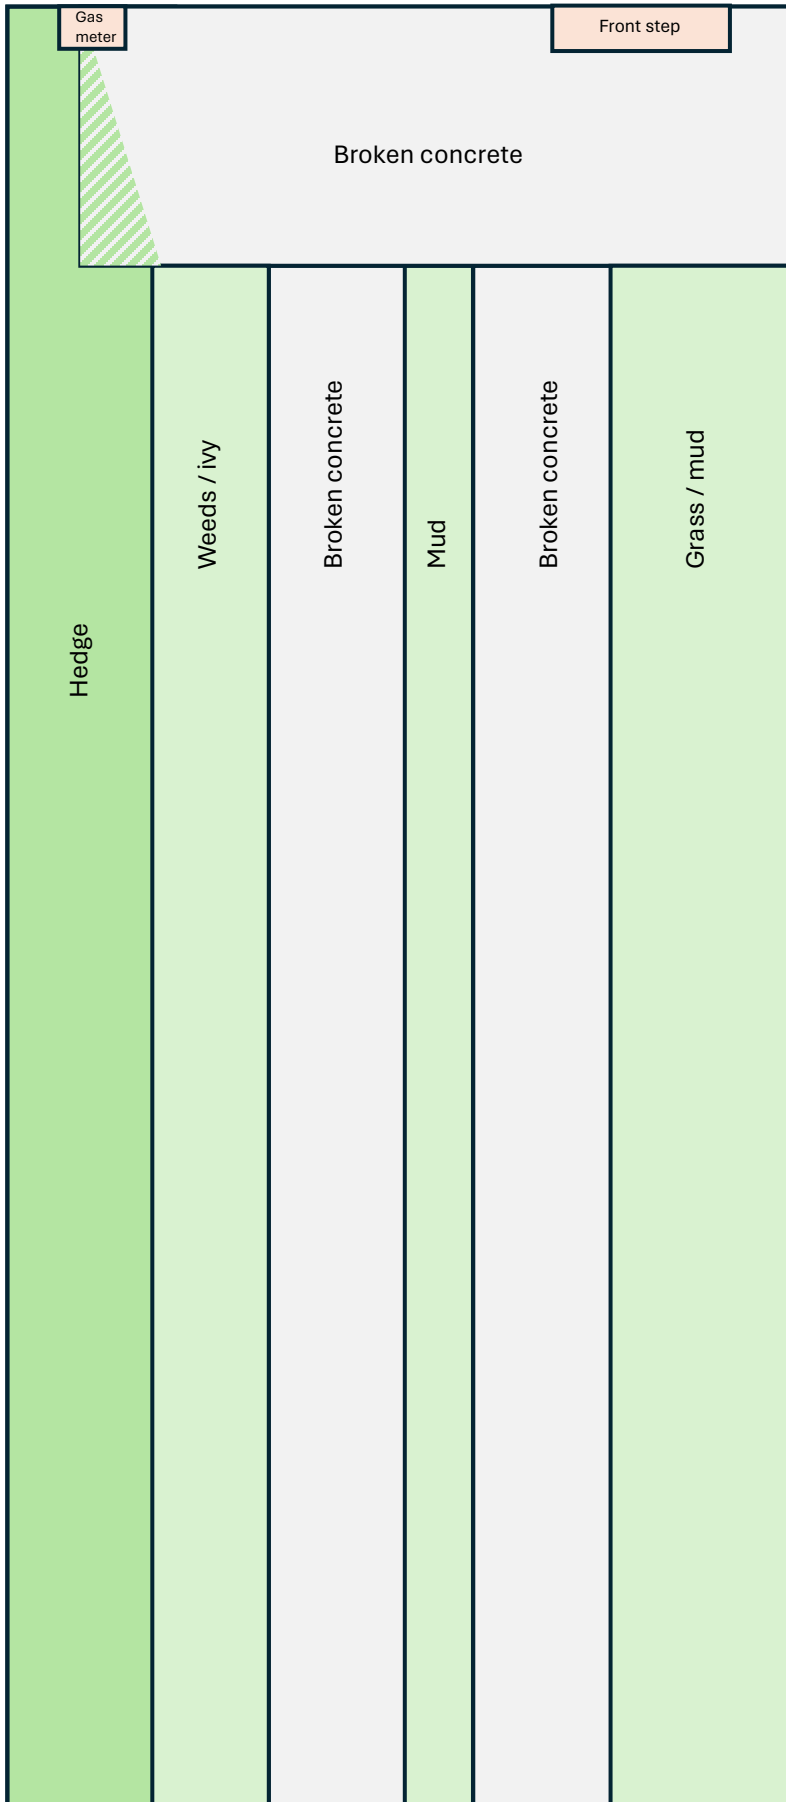 Gas
meter
Front step
Broken concrete
Hedge
Weeds / ivy
Broken concrete
Mud
Broken concrete
Grass / mud